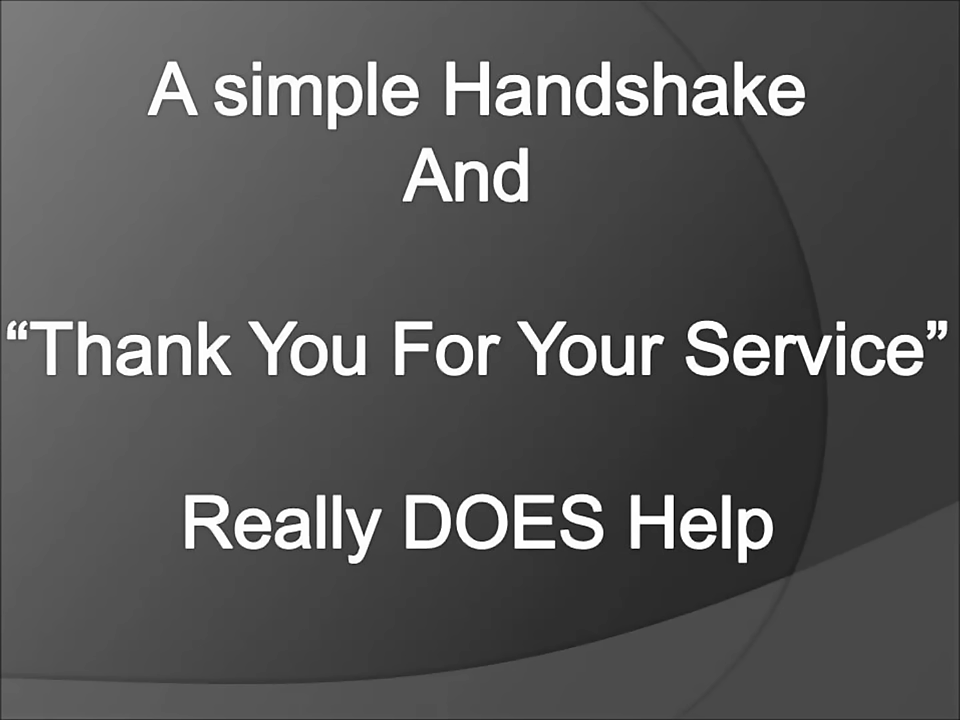 A simple Handshake
And
“Thank You For Your Service”
Really DOES Help